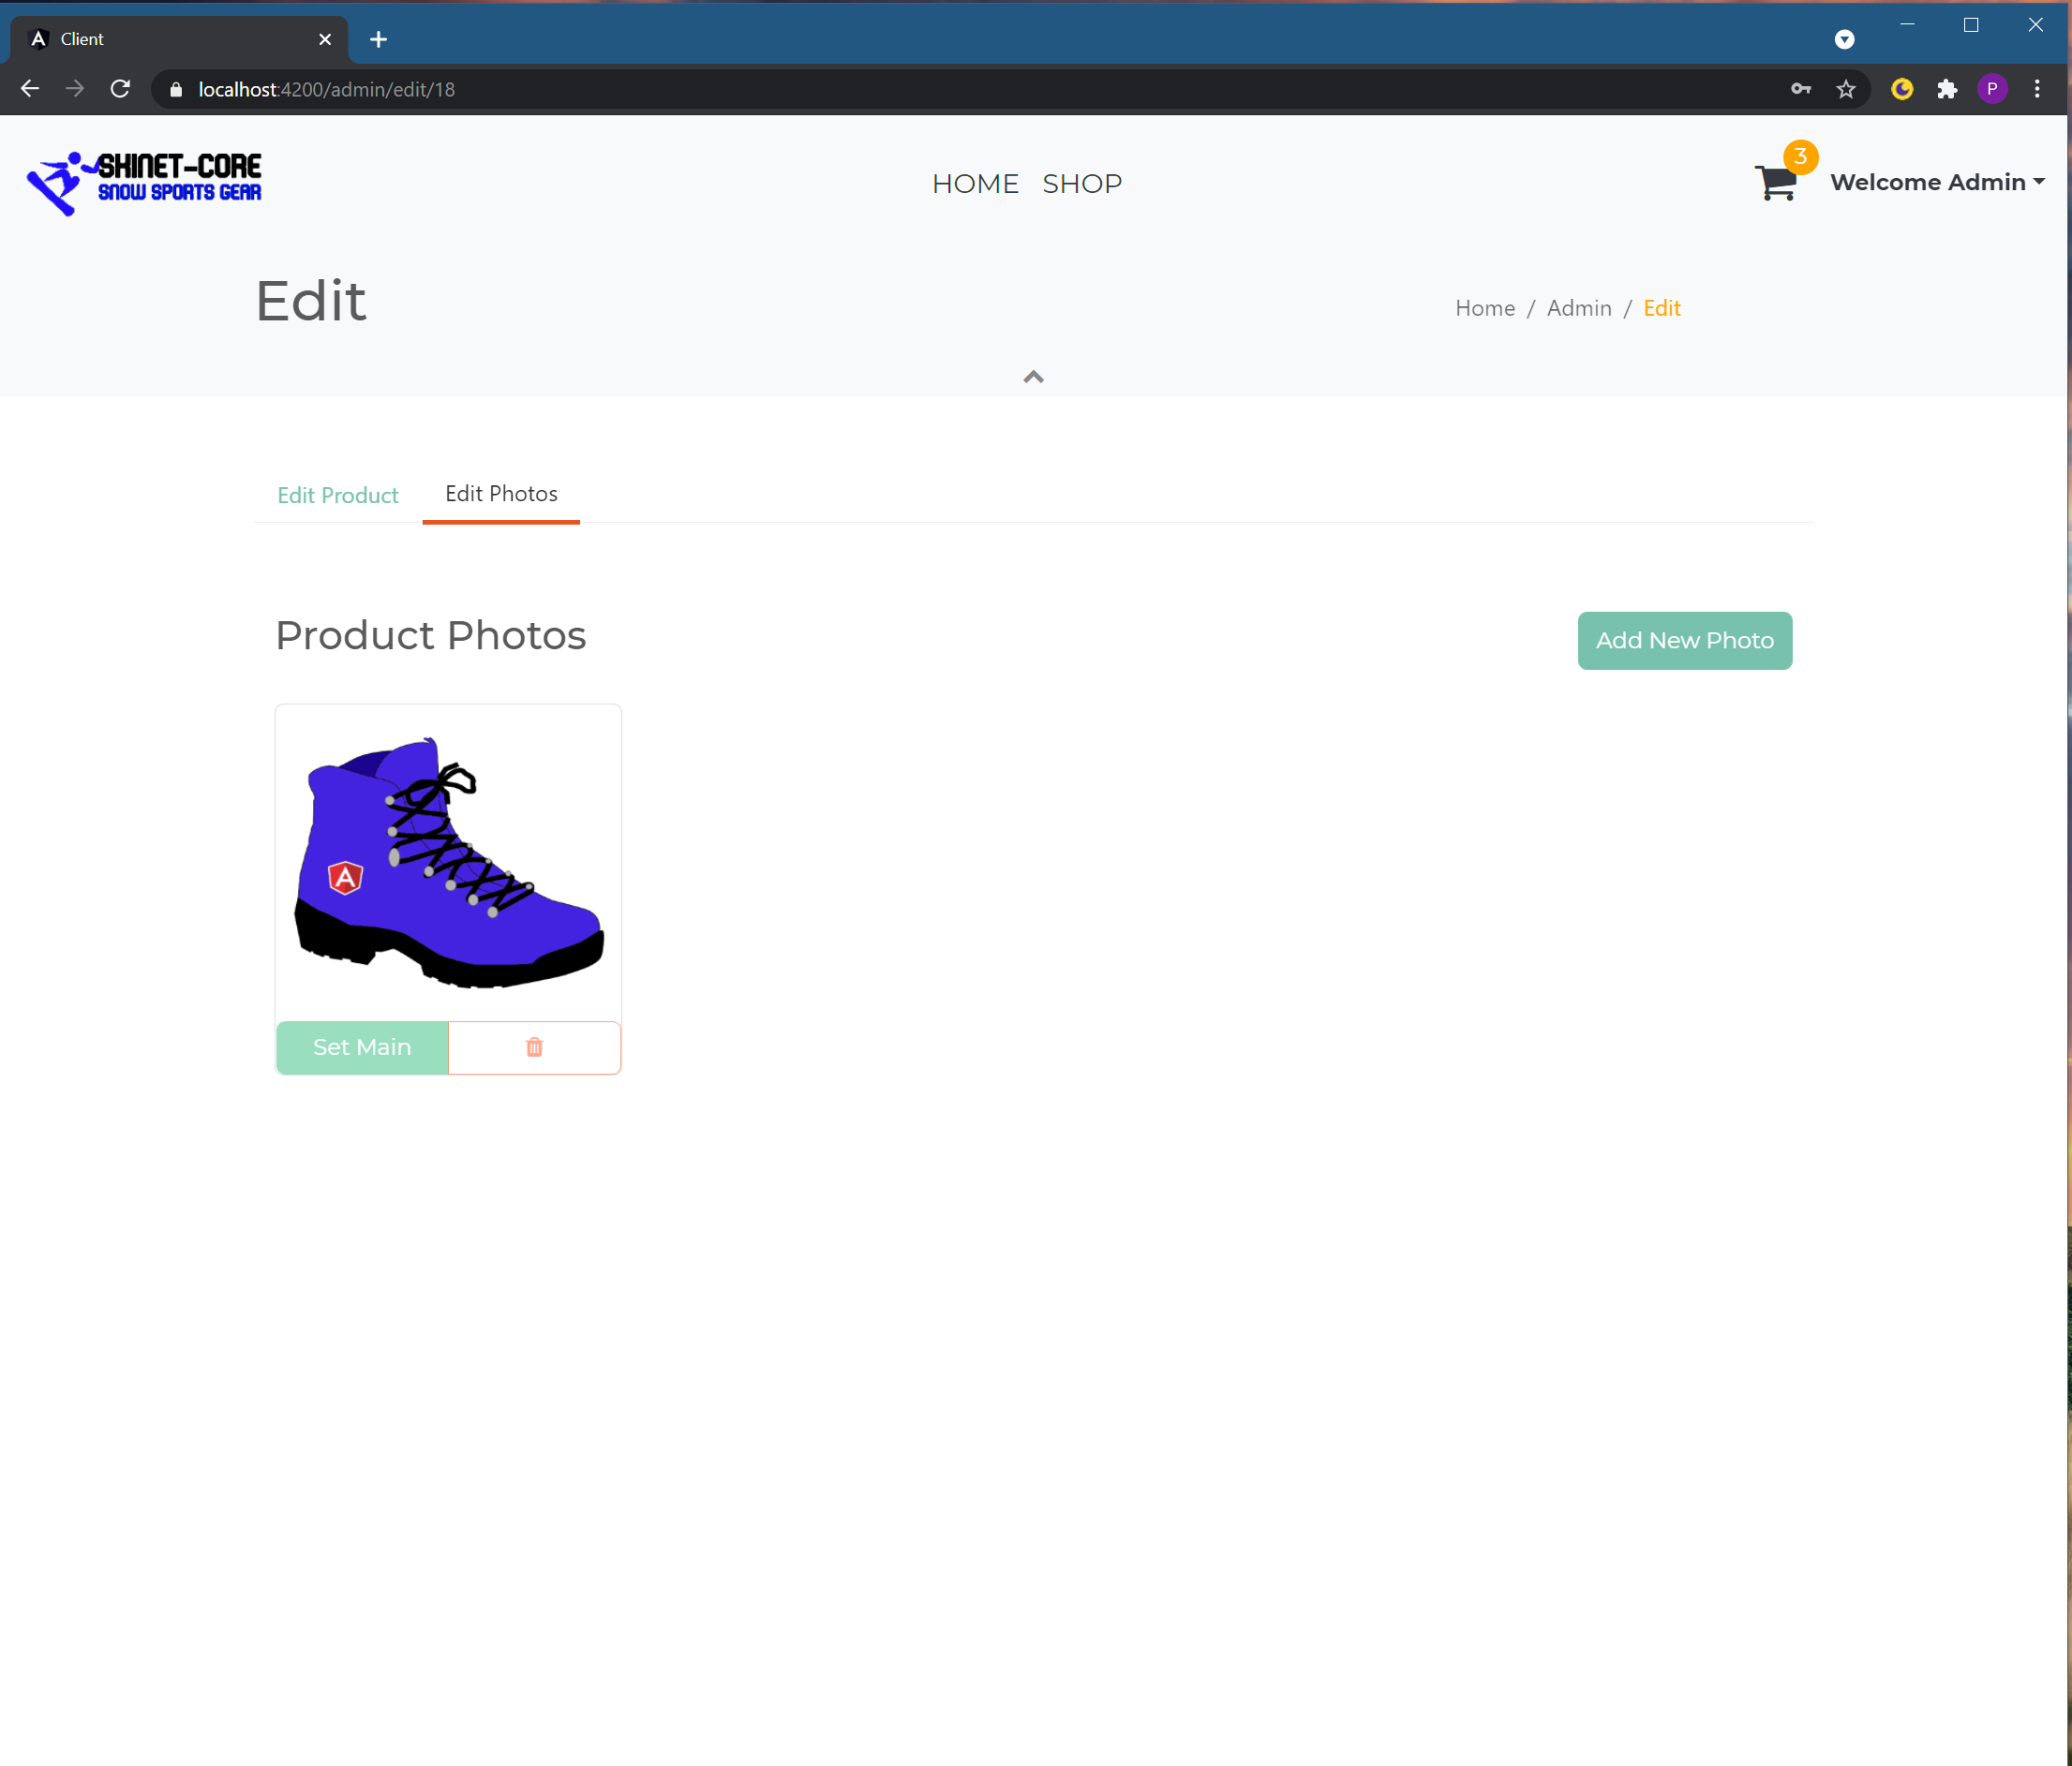 Client
localhost:4200/admin/edit/18
P
SKINET-CORE
SNOW SPORTS GEAR
HOME SHOP
3
Welcome Admin
Edit
Home / Admin / Edit
Edit Product Edit Photos
Product Photos
Add New Photo
A
Set Main